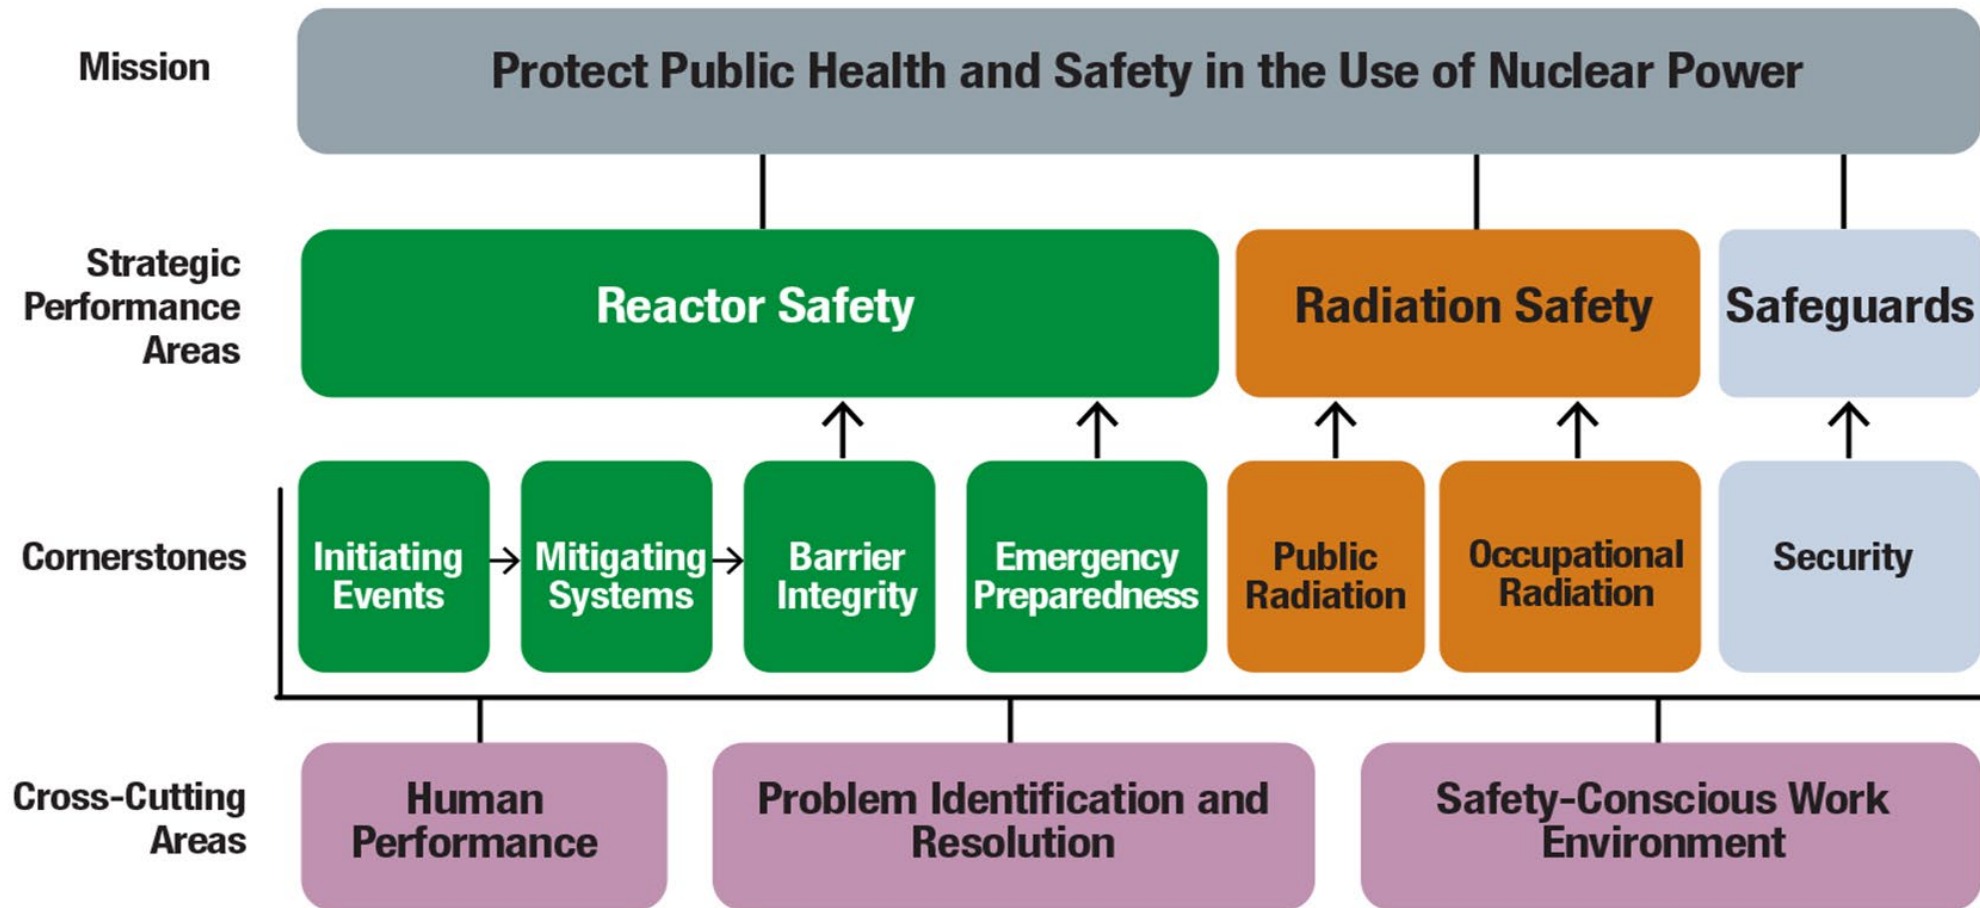 Mission
Protect Public Health and Safety in the Use of Nuclear Power
Strategic
Performance
Areas
Reactor Safety
Radiation Safety
Safeguards
Cornerstones
Initiating
Events
Mitigating
Systems
Barrier
Integrity
Emergency
Preparedness
Public
Radiation
Occupational
Radiation
Security
Cross-Cutting
Areas
Human
Performance
Problem Identification and
Resolution
Safety-Conscious Work
Environment